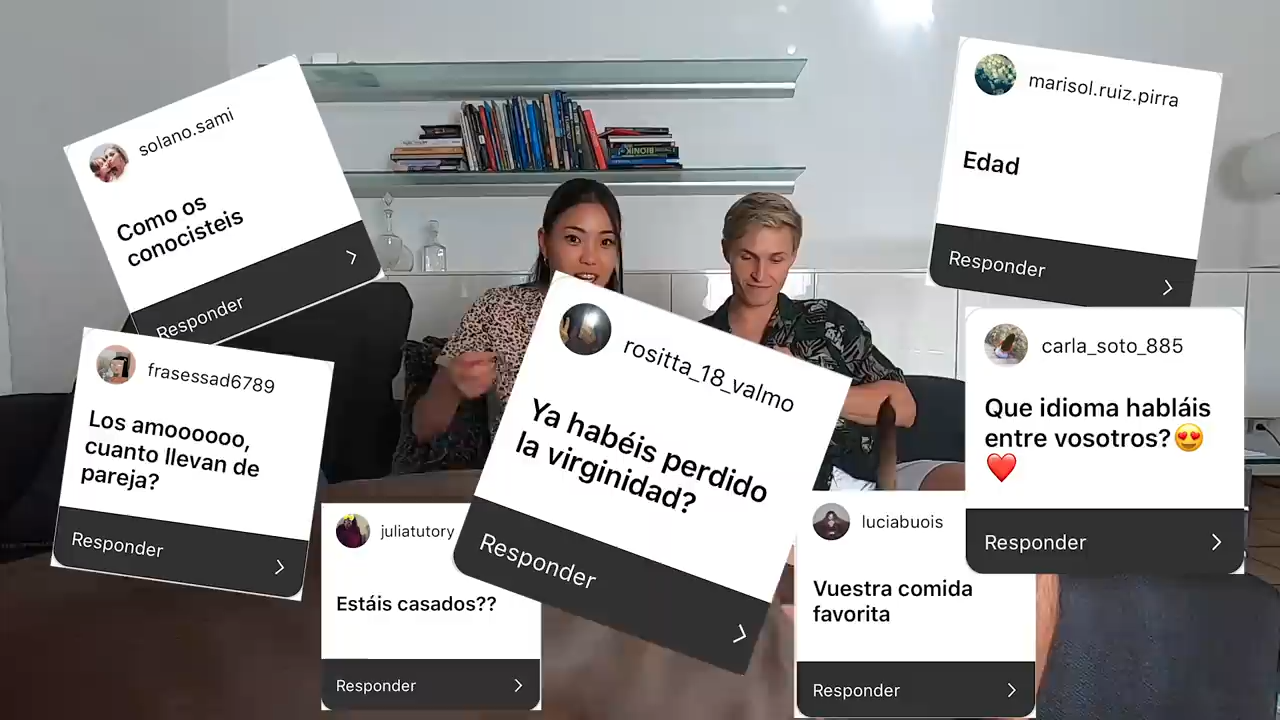 solano.sami
Como os
conocisteis
Responder
marisol.ruiz.pirra
Edad
Responder
frasessad6789
Los amoooooo,
cuanto llevan de
pareja?
Responder
rositta_18_valmo
Ya habéis perdido
la virginidad?
Responder
carla_soto_885
Que idioma habláis
entre vosotros?😍
❤️
Responder
juliatutory
Estáis casados??
Responder
luciabuois
Vuestra comida
favorita
Responder
BIONIK